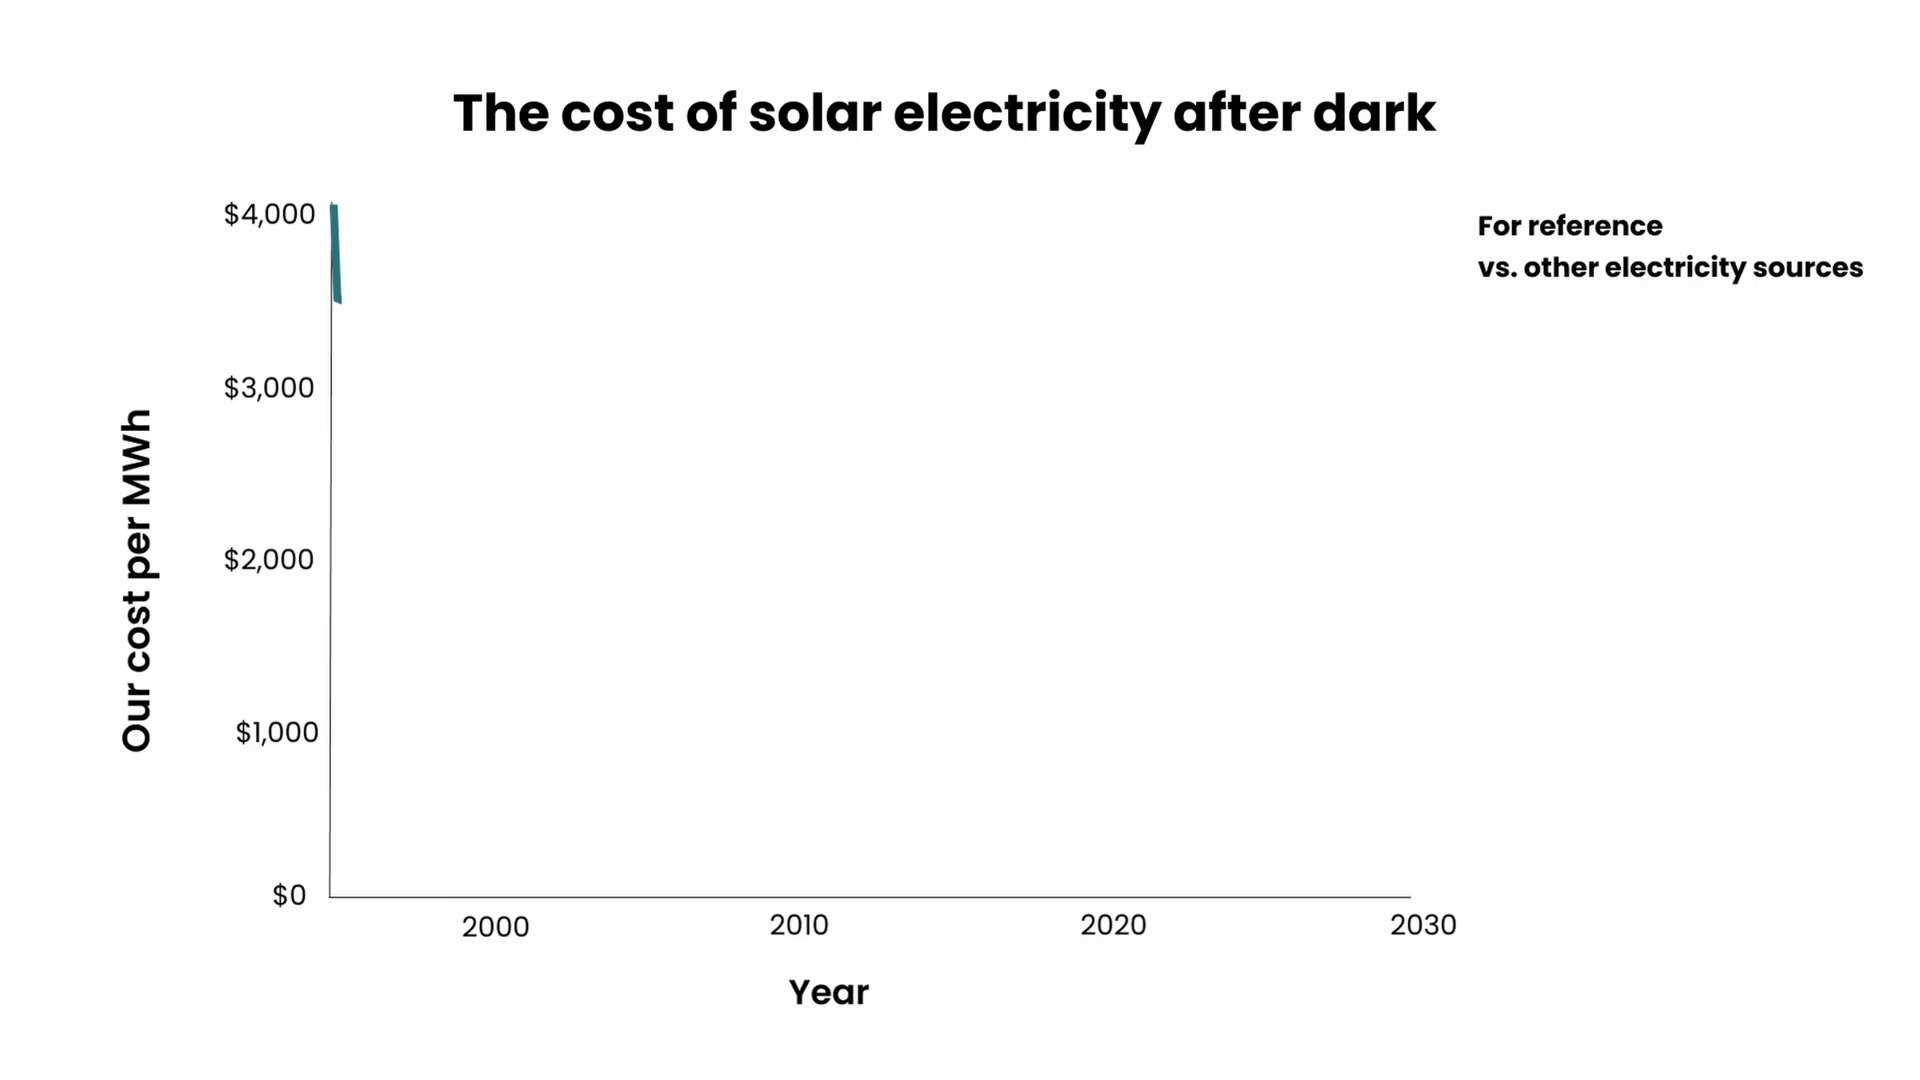 The cost of solar electricity after dark
$4,000
For reference
vs. other electricity sources
$3,000
Our cost per MWh
$2,000
$1,000
$0
2000 2010 2020 2030
Year